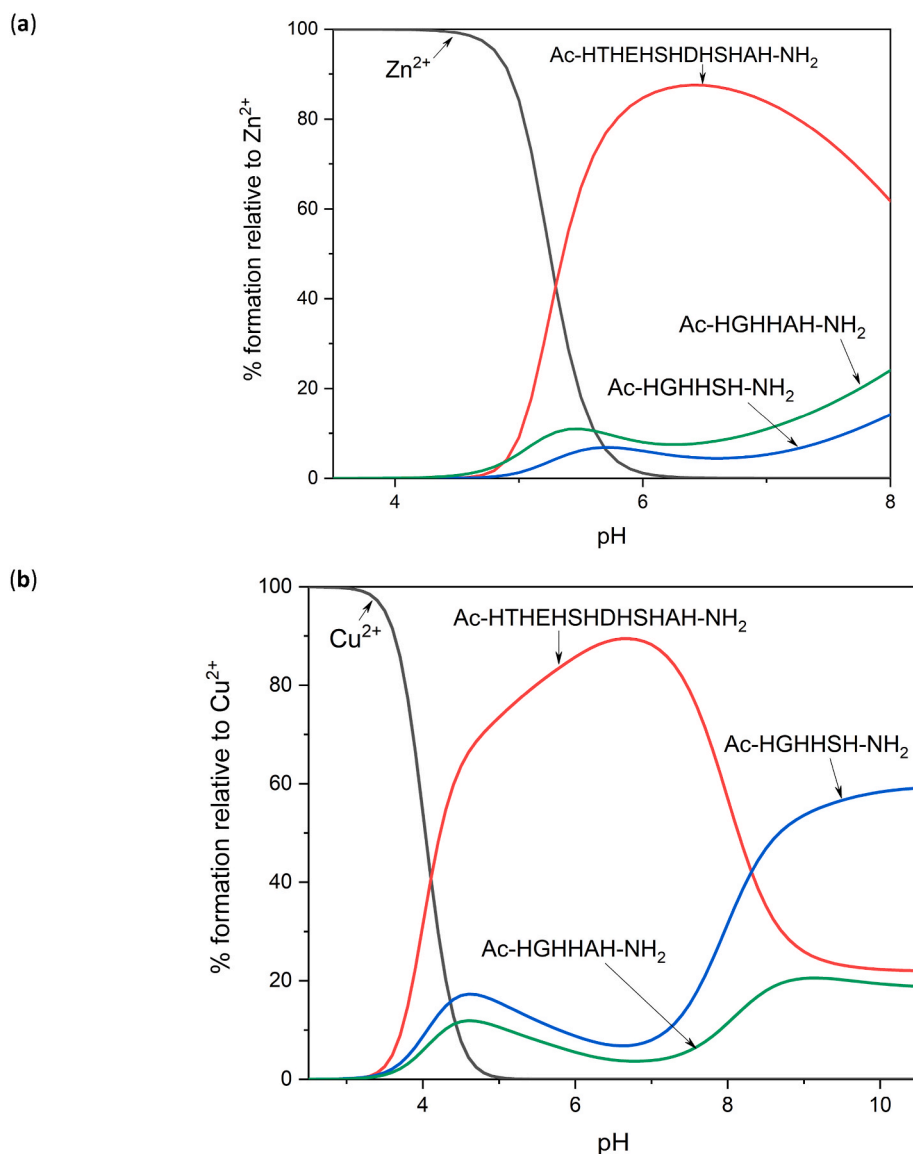 (a)
100
80
60
40
20
0
% formation relative to Zn²⁺
Zn²⁺
Ac-HTHEHSHDHSHAH-NH₂
Ac-HGHHAH-NH₂
Ac-HGHHSH-NH₂
4 6 8
pH
(b)
100
80
60
40
20
0
% formation relative to Cu²⁺
Cu²⁺
Ac-HTHEHSHDHSHAH-NH₂
Ac-HGHHSH-NH₂
Ac-HGHHAH-NH₂
4 6 8 10
pH